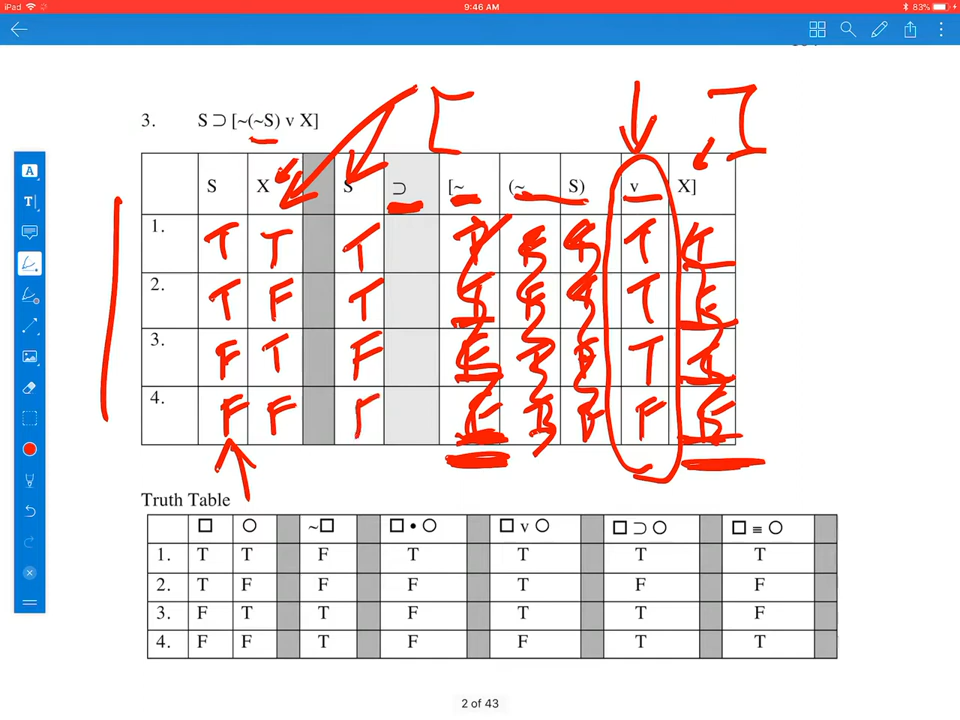 iPad 9:46 AM 83%
3. S ⊃ [~(~S) v X]
S X S ⊃ [~ (~ S) v X]
1. T T T T F T T
2. T F T T F T F
3. F T F F T F T T
4. F F F F T F F F
Truth Table
□ ○ ~□ □ • ○ □ v ○ □ ⊃ ○ □ ≡ ○
1. T T F T T T T
2. T F F F T F F
3. F T T F T T F
4. F F T F F T T
2 of 43